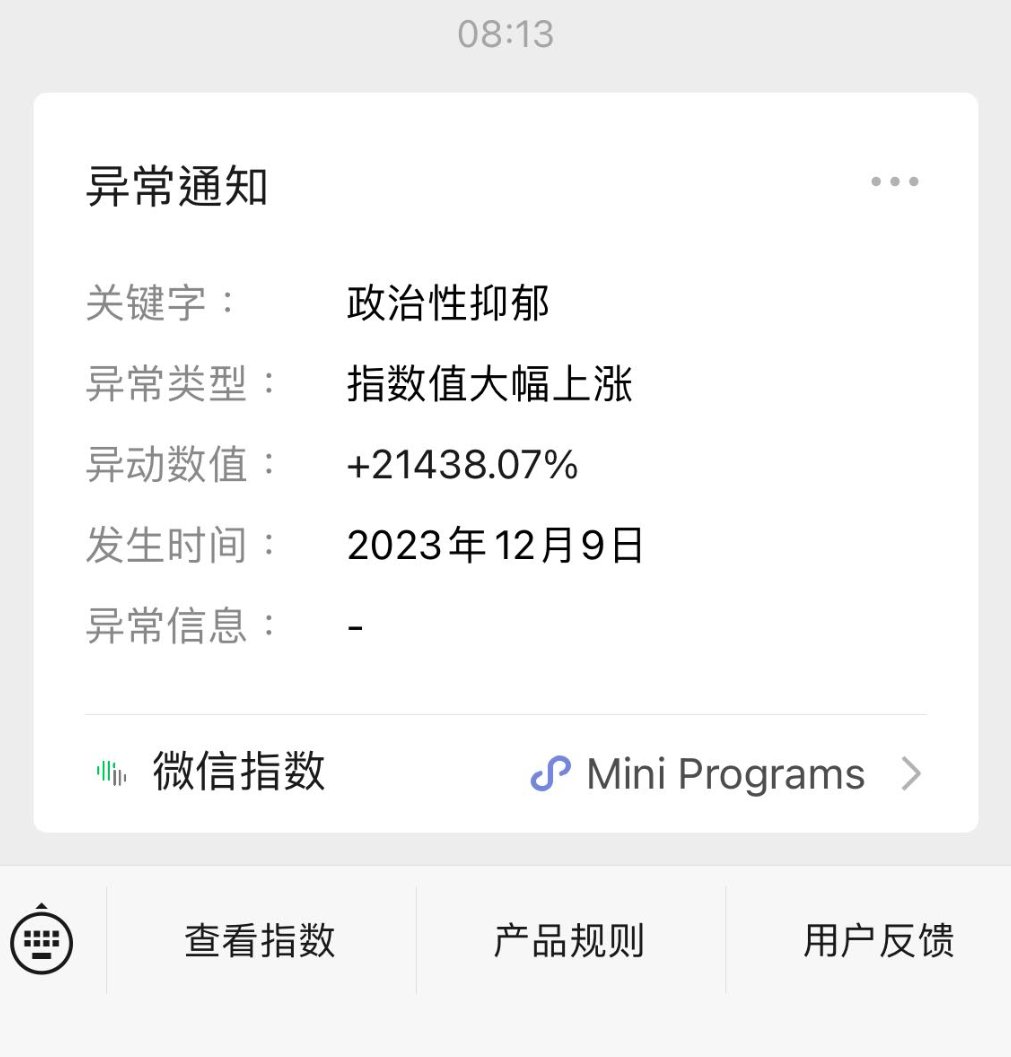 08:13
异常通知
关键字： 政治性抑郁
异常类型： 指数值大幅上涨
异动数值： +21438.07%
发生时间： 2023年12月9日
异常信息： -
微信指数 Mini Programs
查看指数 产品规则 用户反馈